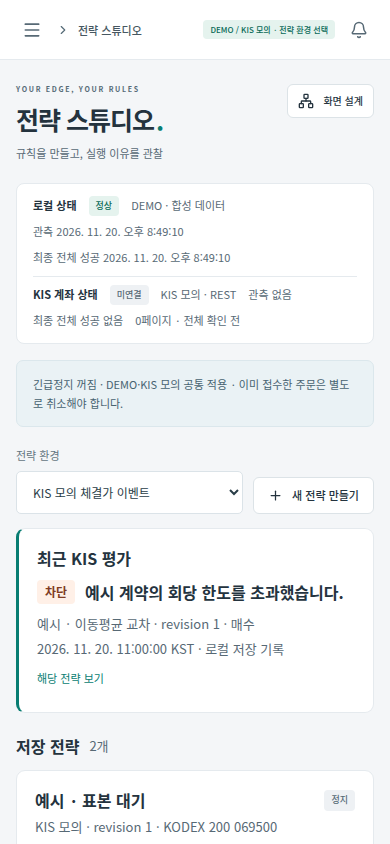 전략 스튜디오
DEMO / KIS 모의 · 전략 환경 선택
YOUR EDGE, YOUR RULES
전략 스튜디오.
화면 설계
규칙을 만들고, 실행 이유를 관찰
로컬 상태 정상 DEMO · 합성 데이터
관측 2026. 11. 20. 오후 8:49:10
최종 전체 성공 2026. 11. 20. 오후 8:49:10
KIS 계좌 상태 미연결 KIS 모의 · REST 관측 없음
최종 전체 성공 없음 0페이지 · 전체 확인 전
긴급정지 꺼짐 · DEMO·KIS 모의 공통 적용 · 이미 접수한 주문은 별도
로 취소해야 합니다.
전략 환경
KIS 모의 체결가 이벤트
새 전략 만들기
최근 KIS 평가
차단 예시 계약의 회당 한도를 초과했습니다.
예시 · 이동평균 교차 · revision 1 · 매수
2026. 11. 20. 11:00:00 KST · 로컬 저장 기록
해당 전략 보기
저장 전략 2개
예시 · 표본 대기 정지
KIS 모의 · revision 1 · KODEX 200 069500